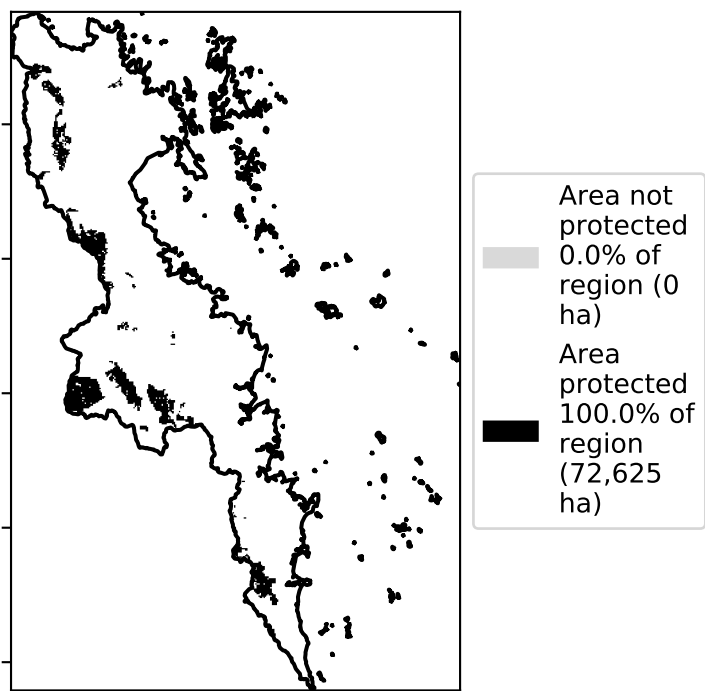 Area not
protected
0.0% of
region (0
ha)
Area
protected
100.0% of
region
(72,625
ha)